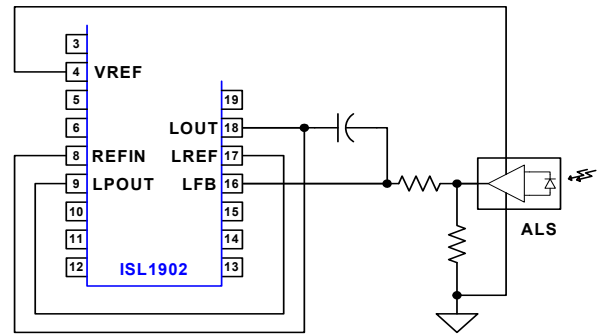 3
4 VREF
5
6
8 REFIN
9 LPOUT
10
11
12
19
LOUT 18
LREF 17
LFB 16
15
14
13
ISL1902
ALS